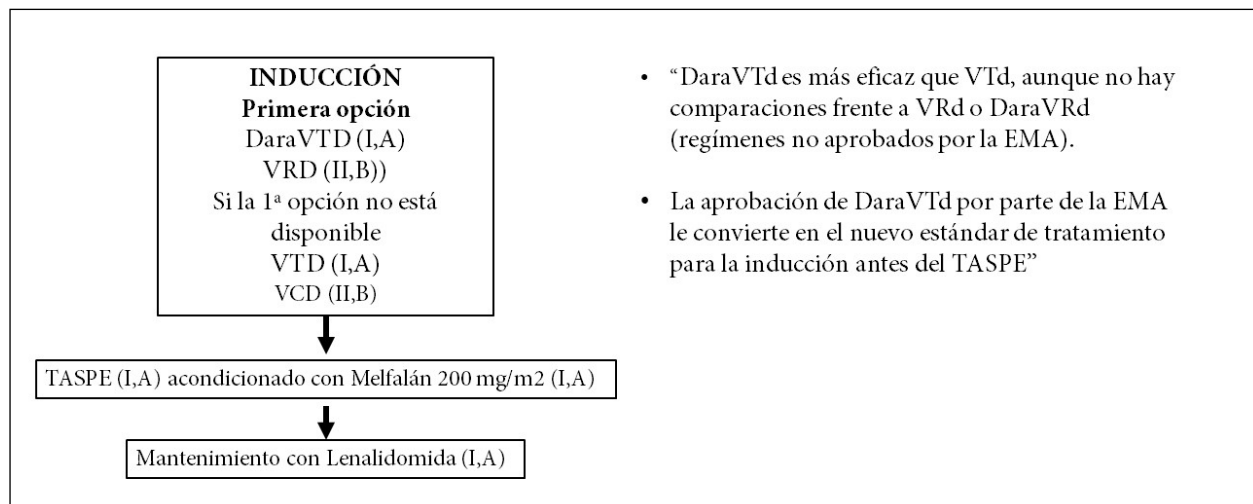 INDUCCIÓN
Primera opción
DaraVTD (I,A)
VRD (II,B))
Si la 1ª opción no está
disponible
VTD (I,A)
VCD (II,B)
TASPE (I,A) acondicionado con Melfalán 200 mg/m2 (I,A)
Mantenimiento con Lenalidomida (I,A)
• “DaraVTd es más eficaz que VTd, aunque no hay
comparaciones frente a VRd o DaraVRd
(regímenes no aprobados por la EMA).
• La aprobación de DaraVTd por parte de la EMA
le convierte en el nuevo estándar de tratamiento
para la inducción antes del TASPE”